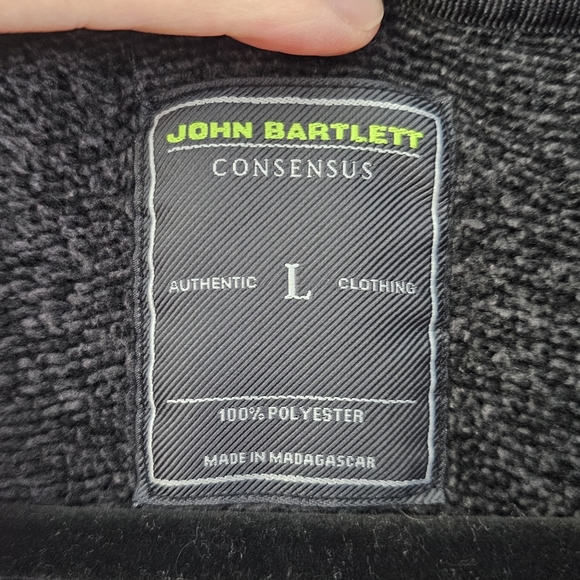 JOHN BARTLETT
CONSENSUS
AUTHENTIC L CLOTHING
100% POLYESTER
MADE IN MADAGASCAR